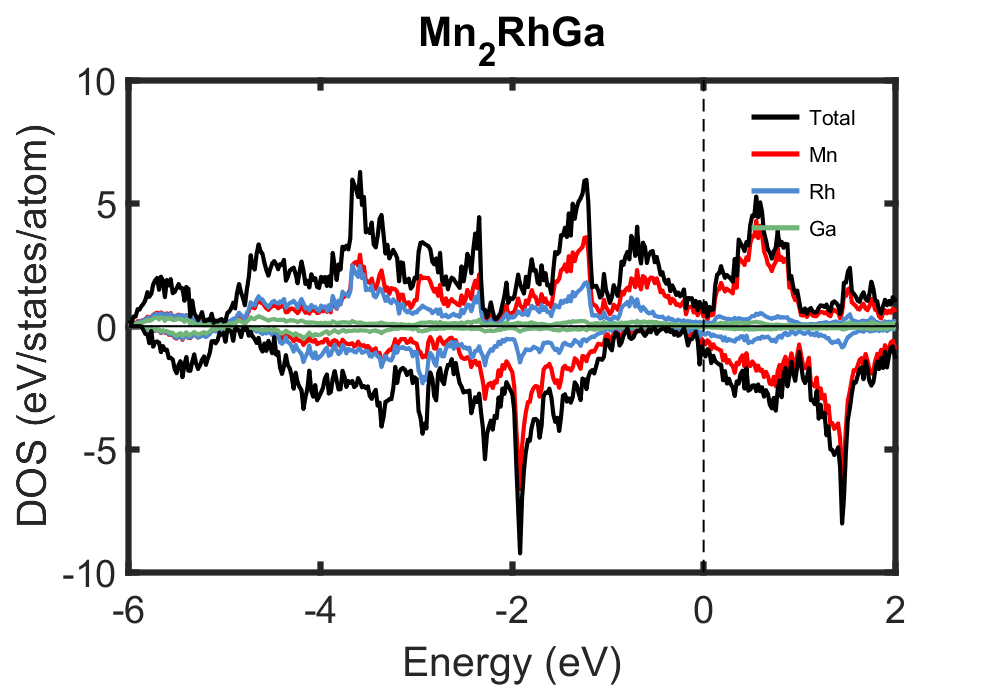 Mn2RhGa
DOS (eV/states/atom)
10
5
0
-5
-10
Total
Mn
Rh
Ga
-6 -4 -2 0 2
Energy (eV)